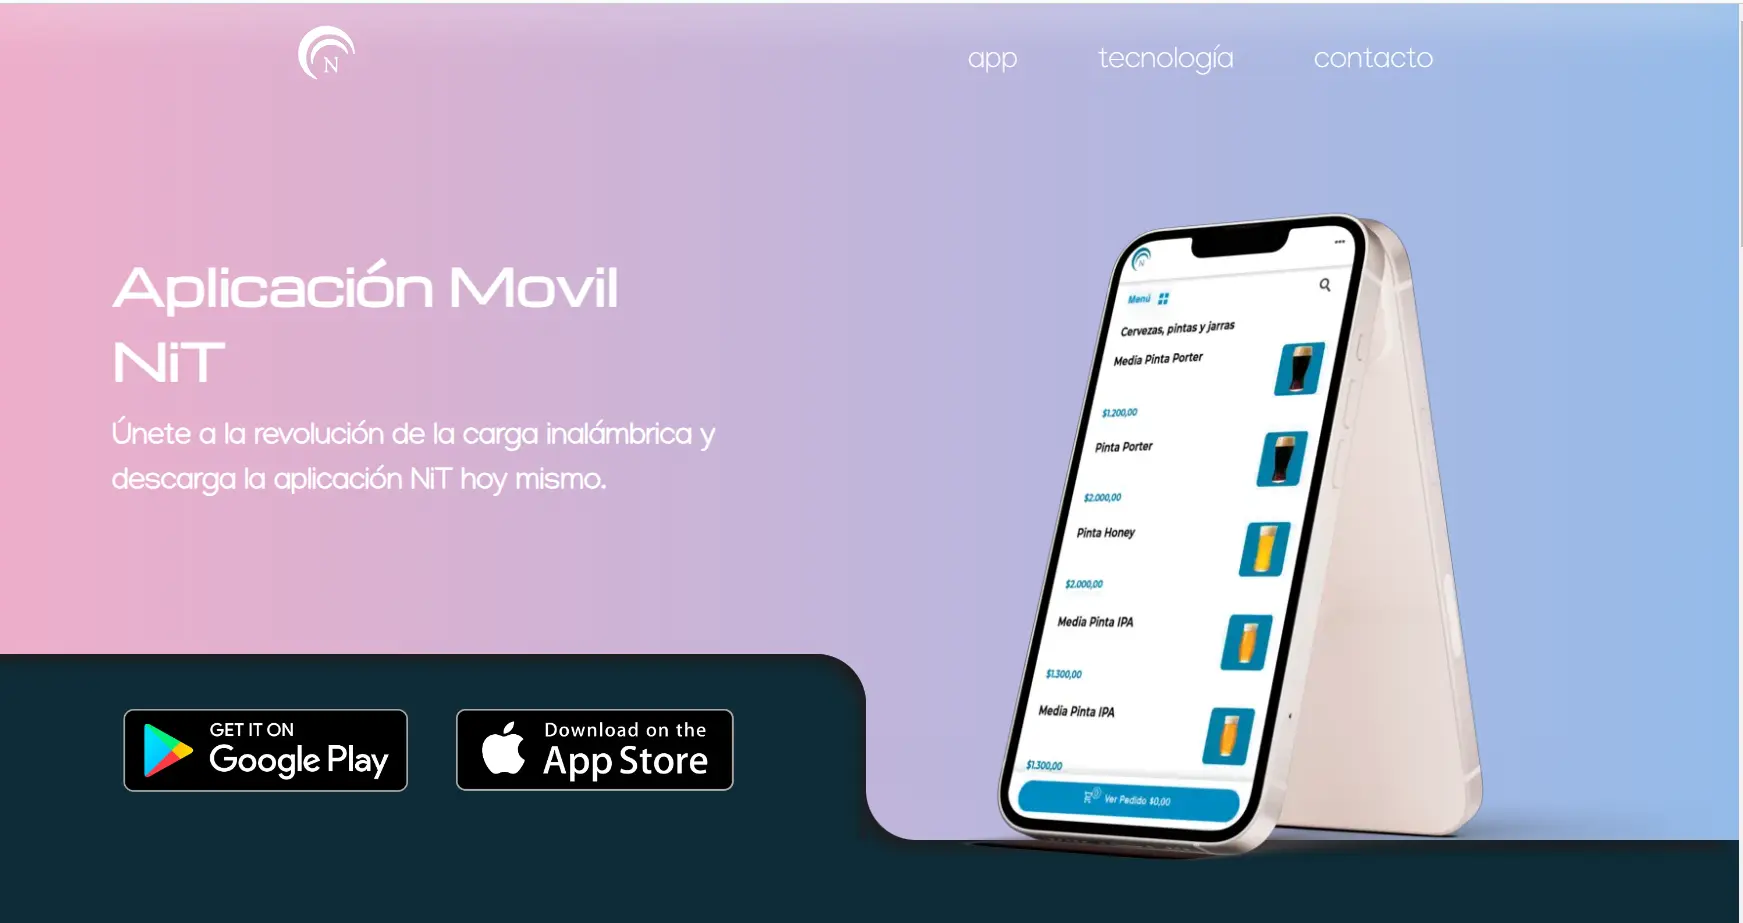 N
app
tecnología
contacto
Aplicación Movil
NiT
Únete a la revolución de la carga inalámbrica y
descarga la aplicación NiT hoy mismo.
GET IT ON
Google Play
Download on the
App Store
N
Menú
Cervezas, pintas y jarras
Media Pinta Porter
$1.200,00
Pinta Porter
$2.000,00
Pinta Honey
$2.000,00
Media Pinta IPA
$1.300,00
Media Pinta IPA
$1.300,00
Ver Pedido $0,00